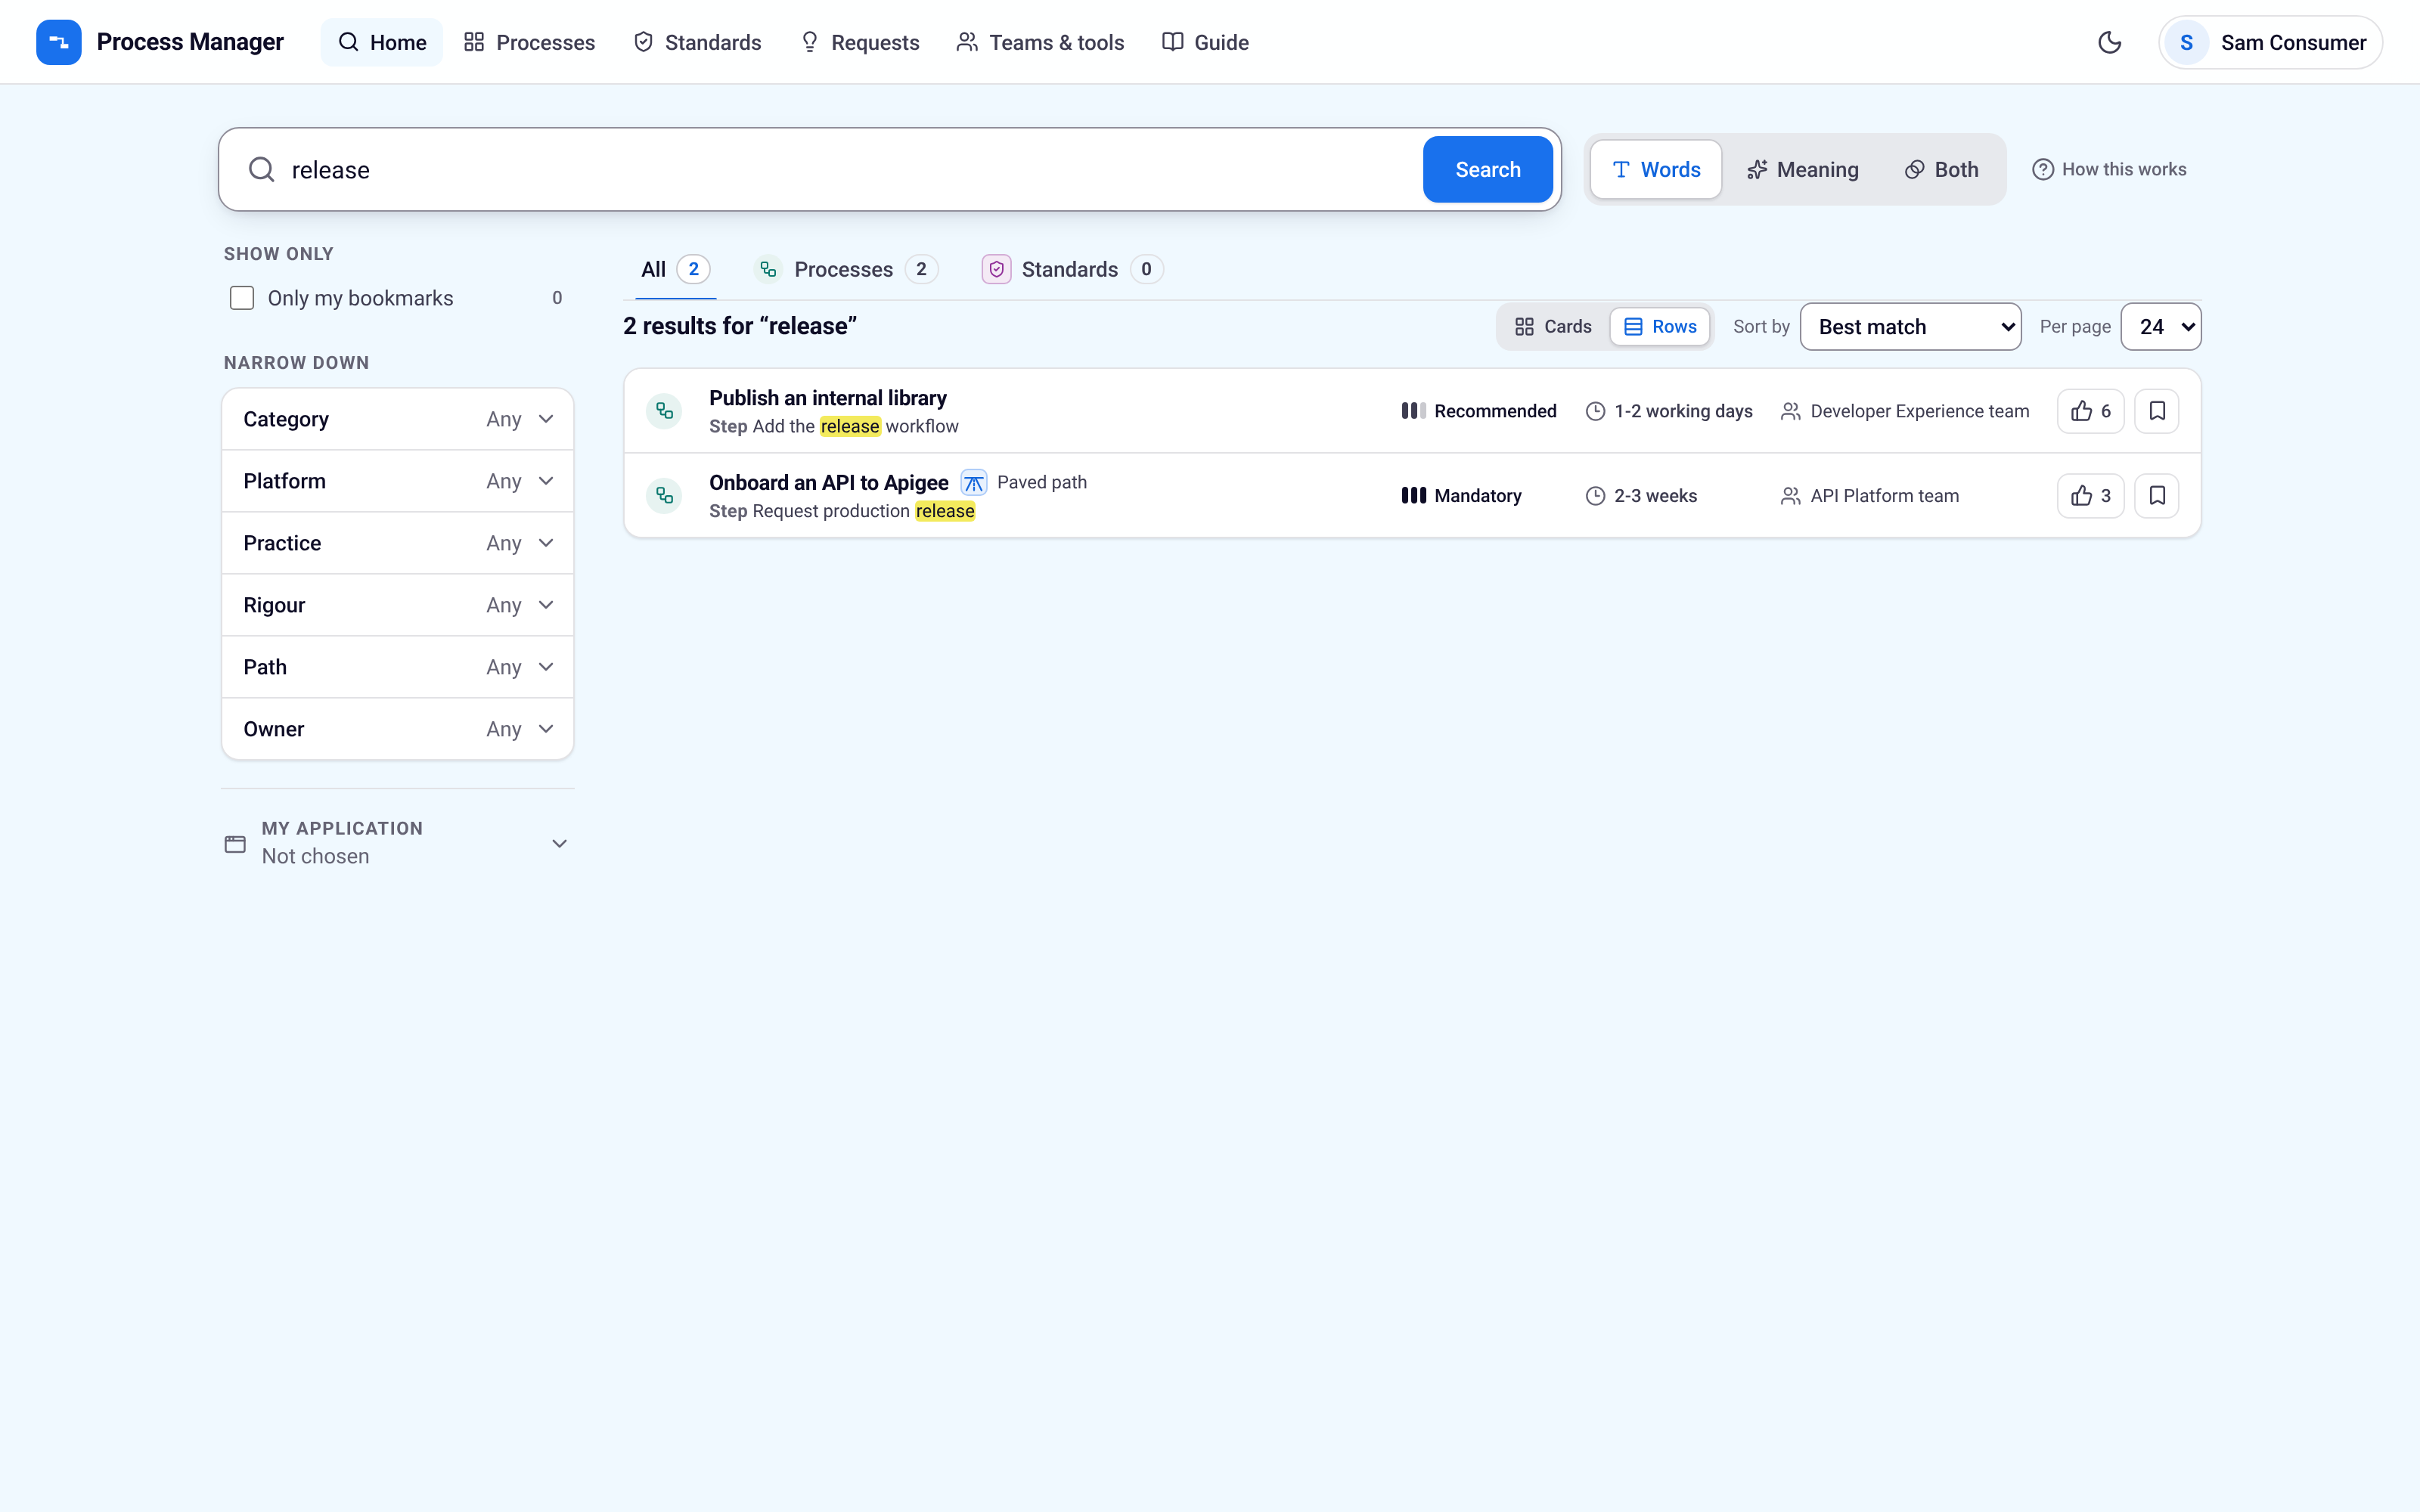 Process Manager Home Processes Standards Requests Teams & tools Guide S Sam Consumer
release Search Words Meaning Both How this works
SHOW ONLY
Only my bookmarks 0
NARROW DOWN
Category Any
Platform Any
Practice Any
Rigour Any
Path Any
Owner Any
MY APPLICATION
Not chosen
All 2 Processes 2 Standards 0
2 results for “release” Cards Rows Sort by Best match Per page 24
Publish an internal library
Step Add the release workflow
Recommended 1-2 working days Developer Experience team 6
Onboard an API to Apigee Paved path
Step Request production release
Mandatory 2-3 weeks API Platform team 3